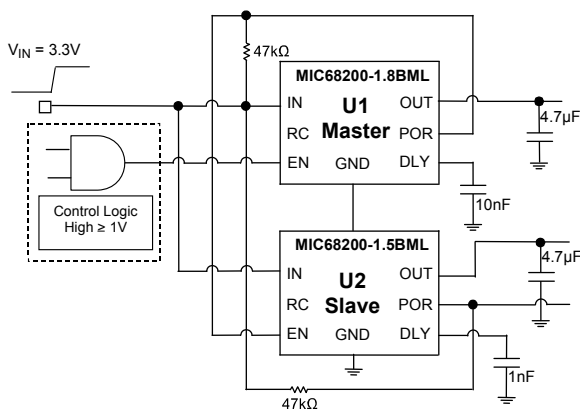 V_IN = 3.3V
47kΩ
MIC68200-1.8BML
IN
U1
OUT
RC
Master
POR
EN
GND
DLY
4.7µF
10nF
Control Logic
High ≥ 1V
MIC68200-1.5BML
IN
U2
OUT
RC
Slave
POR
EN
GND
DLY
4.7µF
1nF
47kΩ